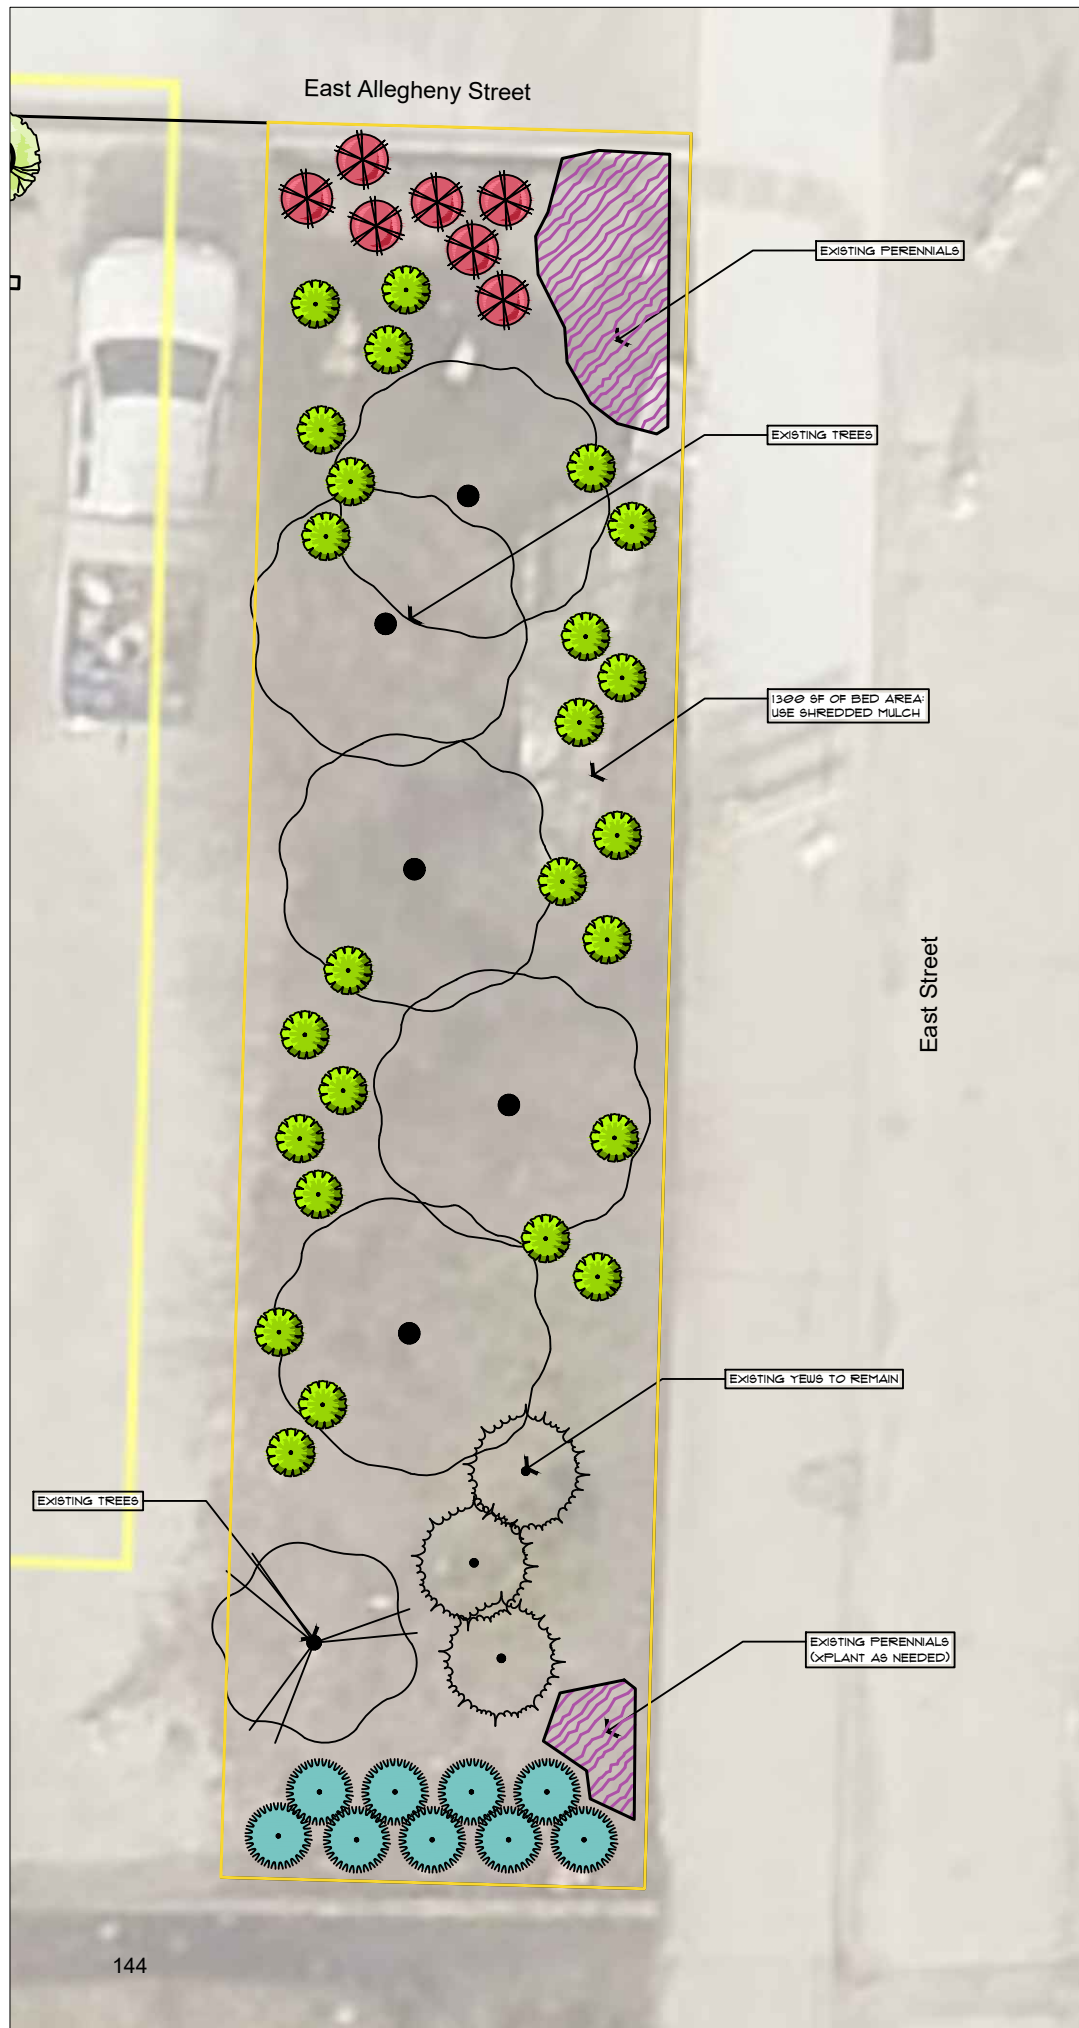 East Allegheny Street
EXISTING PERENNIALS
EXISTING TREES
1300 SF OF BED AREA:
USE SHREDDED MULCH
East Street
EXISTING YEWS TO REMAIN
EXISTING TREES
EXISTING PERENNIALS
(XPLANT AS NEEDED)
144